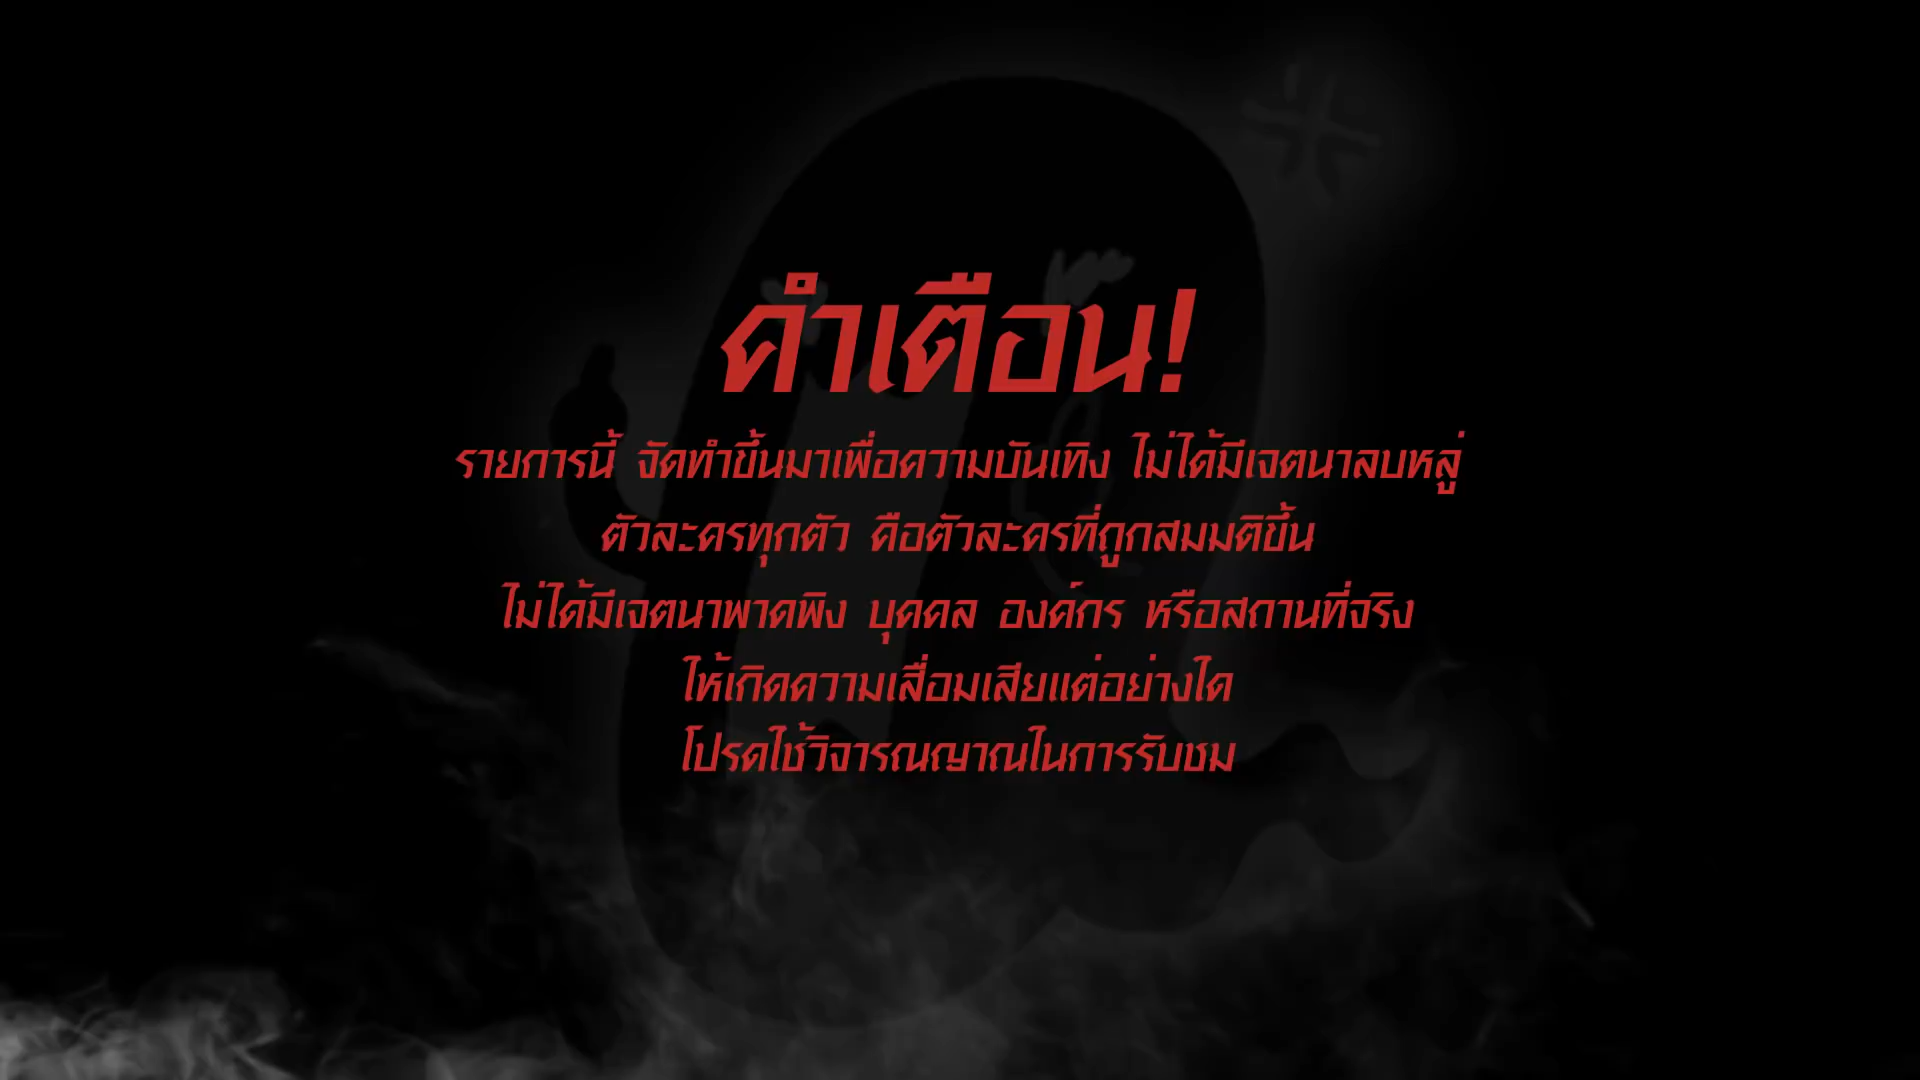 คำเตือน!
รายการนี้ จัดทำขึ้นมาเพื่อความบันเทิง ไม่ได้มีเจตนาลบหลู่
ตัวละครทุกตัว คือตัวละครที่ถูกสมมติขึ้น
ไม่ได้มีเจตนาพาดพิง บุคคล องค์กร หรือสถานที่จริง
ให้เกิดความเสื่อมเสียแต่อย่างใด
โปรดใช้วิจารณญาณในการรับชม